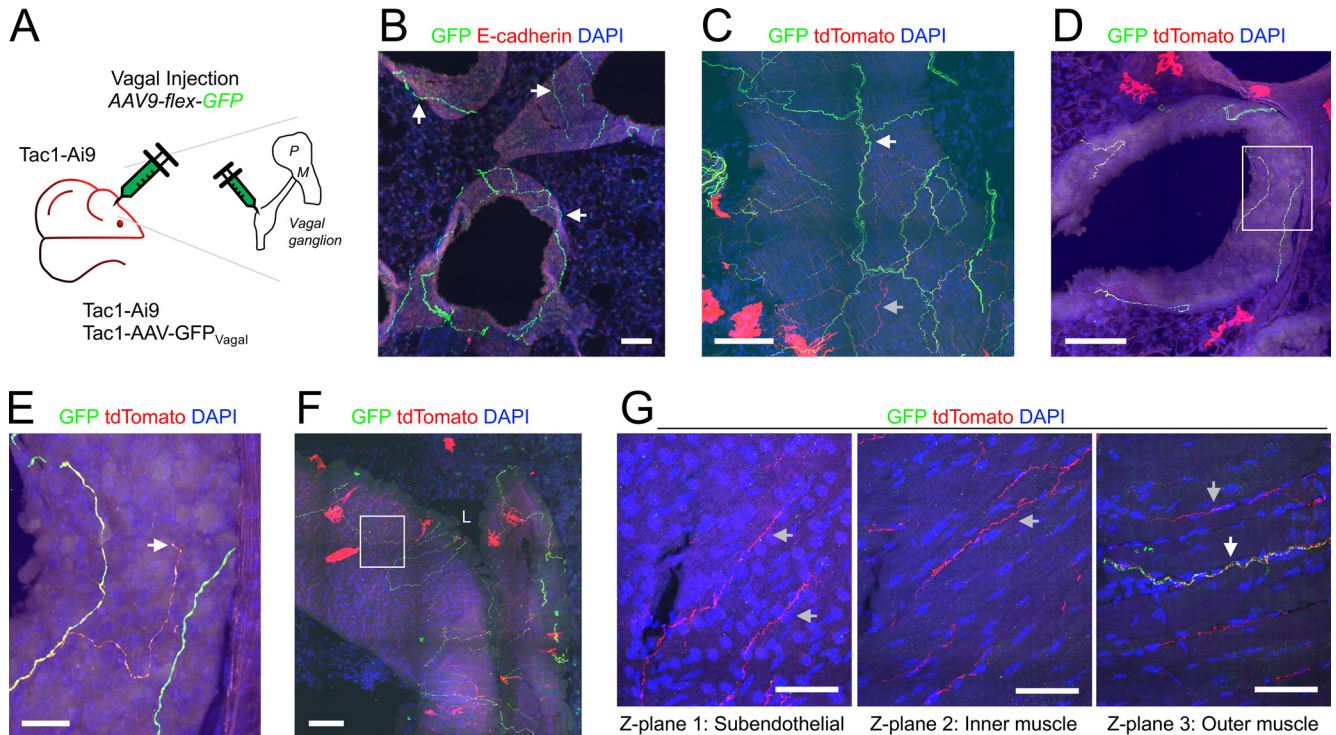 A
Vagal Injection
AAV9-flex-GFP
Tac1-Ai9
P
M
Vagal
ganglion
Tac1-Ai9
Tac1-AAV-GFPVagal
B
GFP E-cadherin DAPI
C
GFP tdTomato DAPI
D
GFP tdTomato DAPI
E
GFP tdTomato DAPI
F
GFP tdTomato DAPI
L
G
GFP tdTomato DAPI
Z-plane 1: Subendothelial
Z-plane 2: Inner muscle
Z-plane 3: Outer muscle